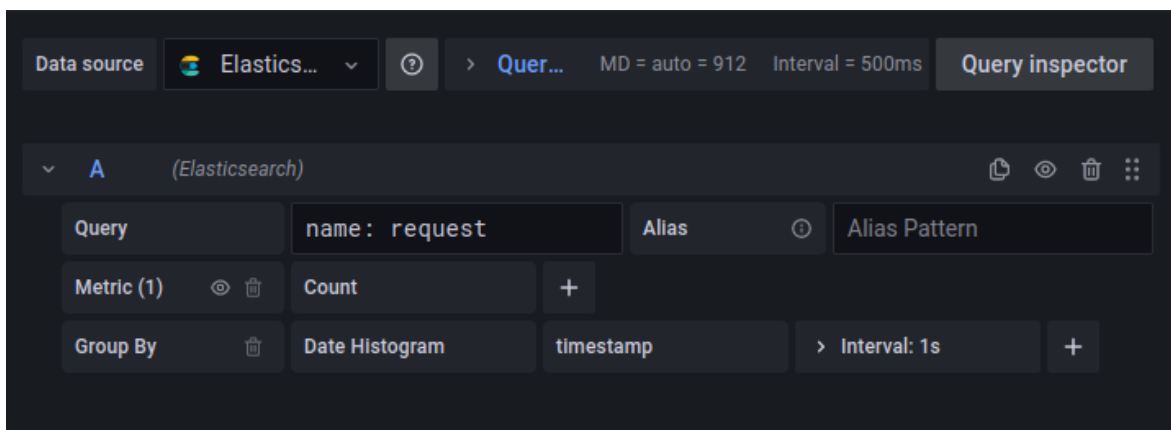 Data source Elastics... Quer... MD = auto = 912 Interval = 500ms Query inspector
A (Elasticsearch)
Query name: request Alias Alias Pattern
Metric (1) Count +
Group By Date Histogram timestamp > Interval: 1s +